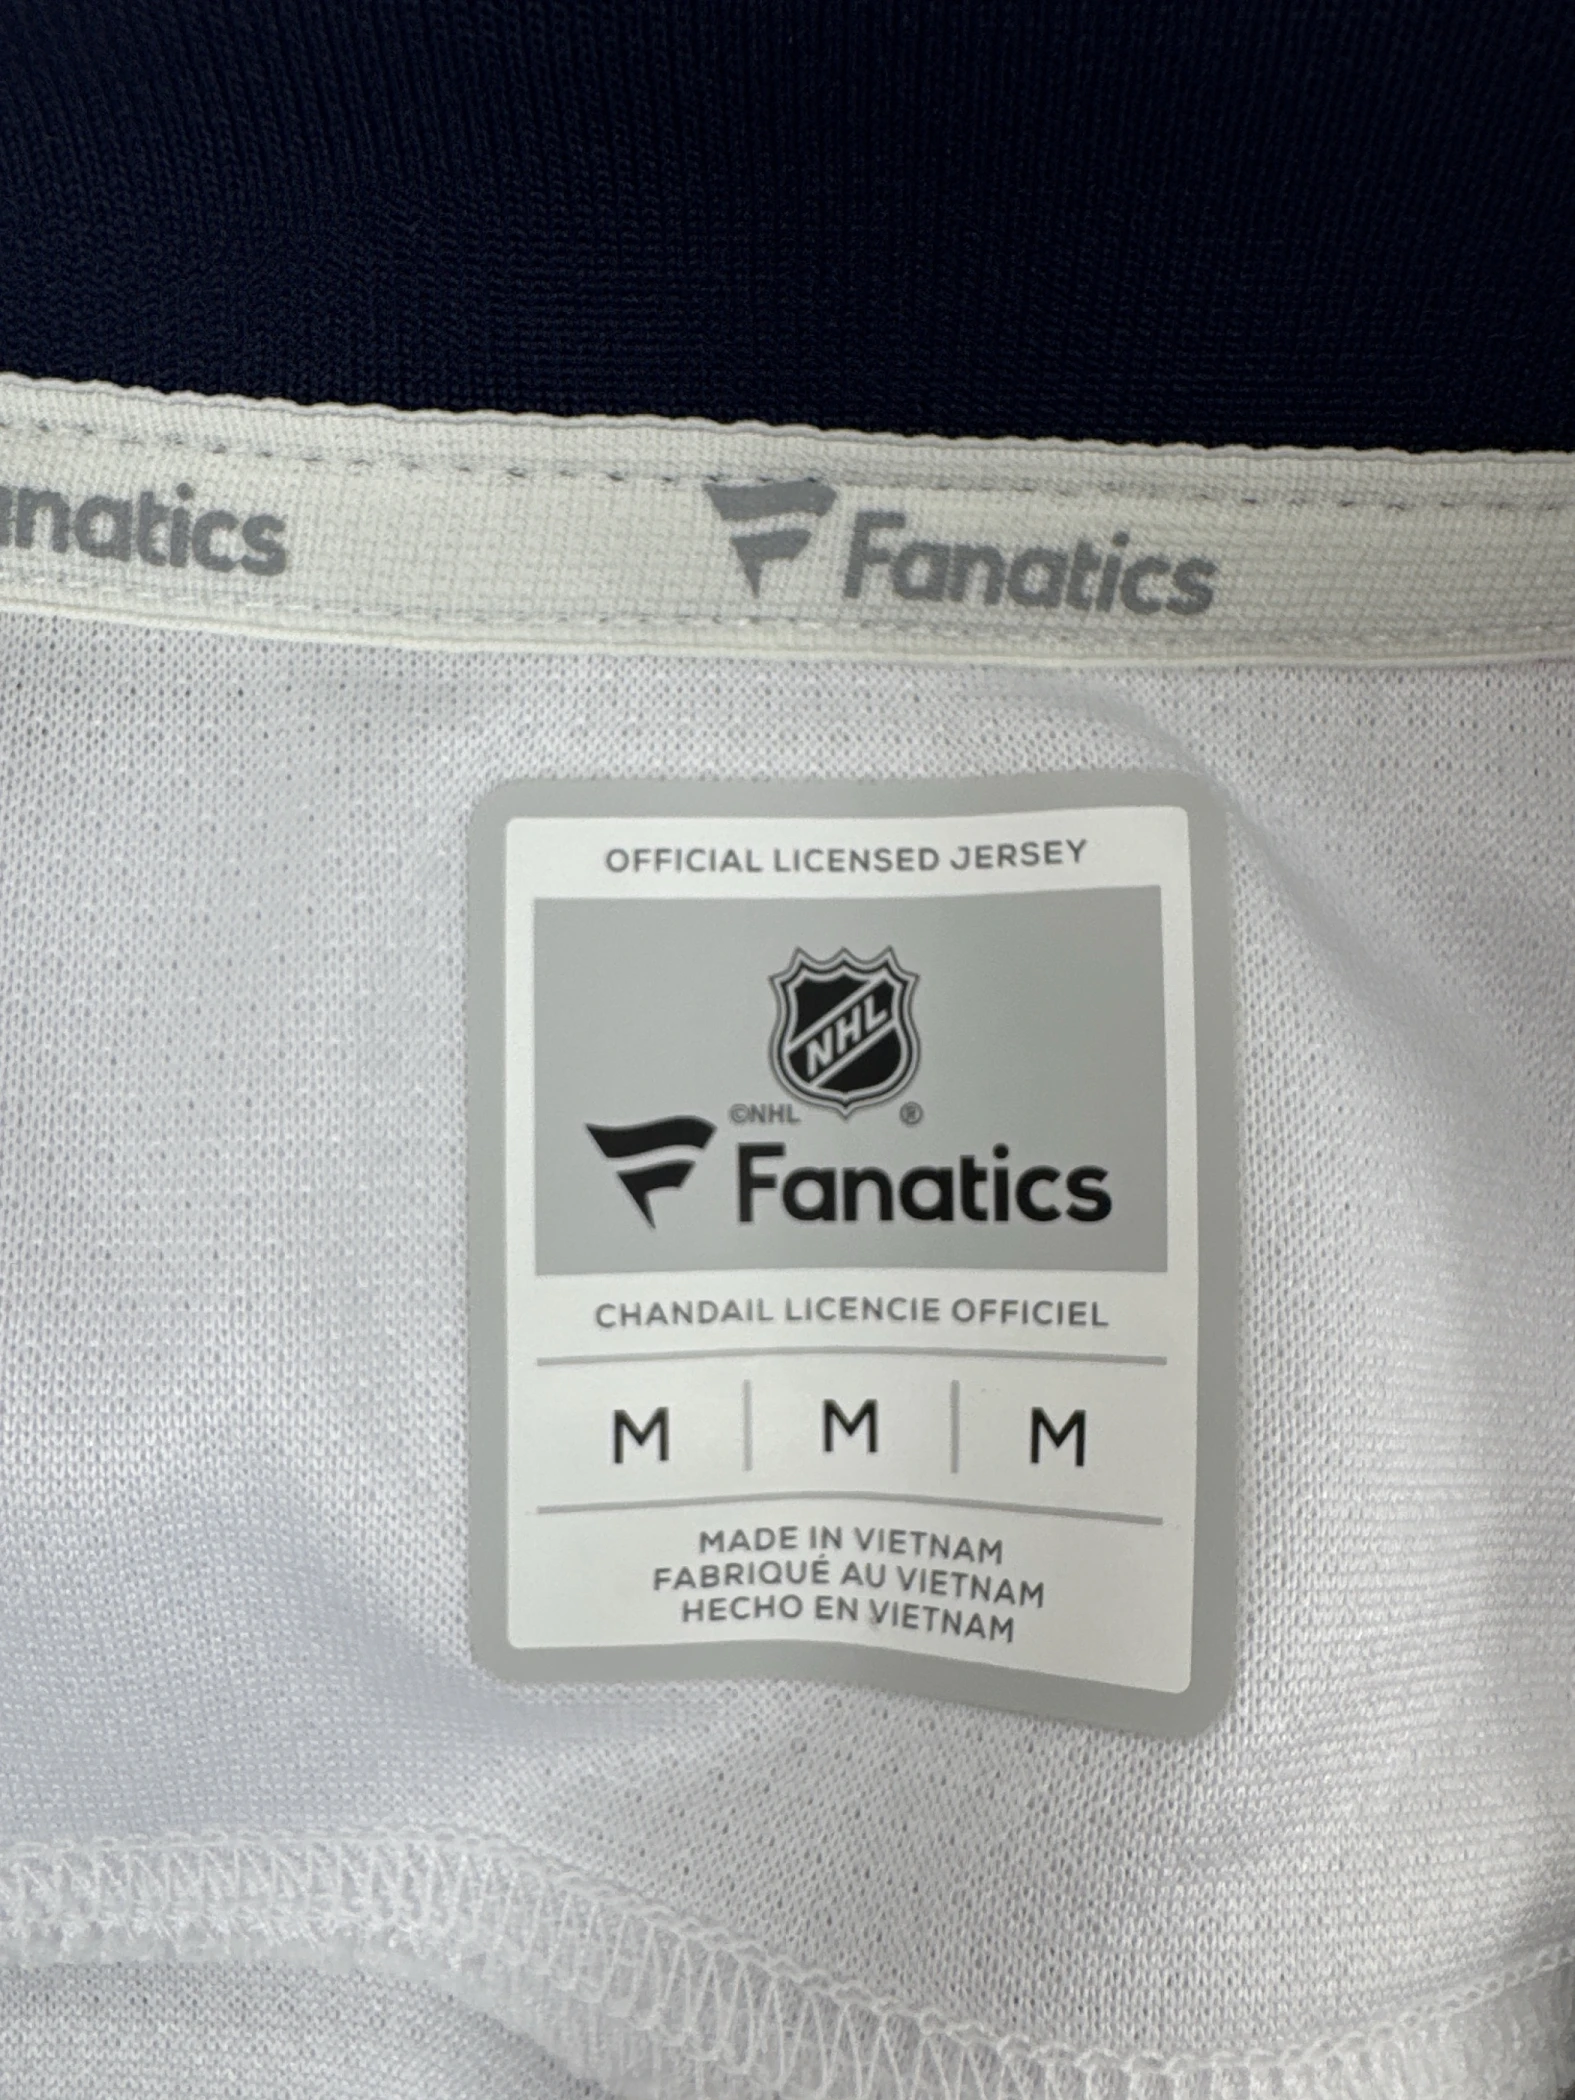 anatics Fanatics
OFFICIAL LICENSED JERSEY
NHL
©NHL ®
Fanatics
CHANDAIL LICENCIE OFFICIEL
M M M
MADE IN VIETNAM
FABRIQUÉ AU VIETNAM
HECHO EN VIETNAM